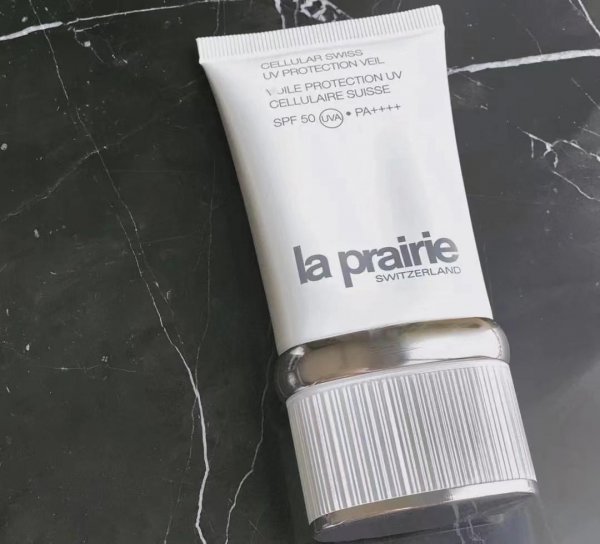 CELLULAR SWISS
UV PROTECTION VEIL
VOILE PROTECTION UV
CELLULAIRE SUISSE
SPF 50 UVA • PA++++
la prairie
SWITZERLAND